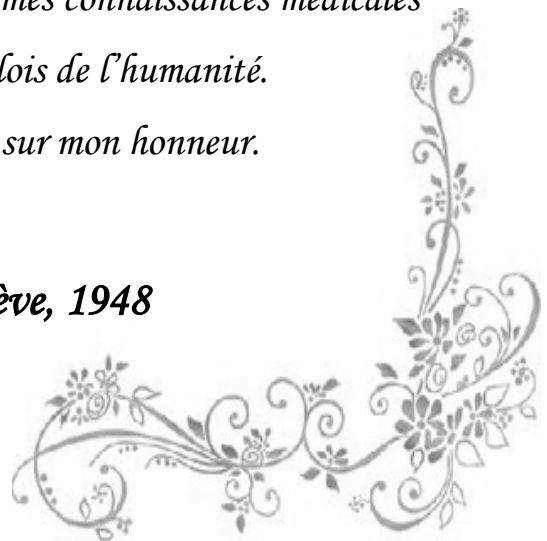 mes connaissances médicales
lois de l'humanité.
sur mon honneur.
ève, 1948